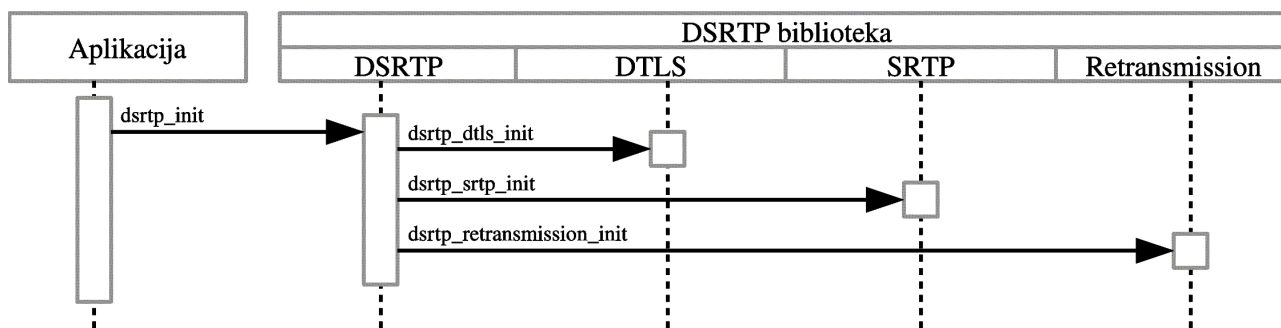 Aplikacija
DSRTP biblioteka
DSRTP
DTLS
SRTP
Retransmission
dsrtp_init
dsrtp_dtls_init
dsrtp_srtp_init
dsrtp_retransmission_init